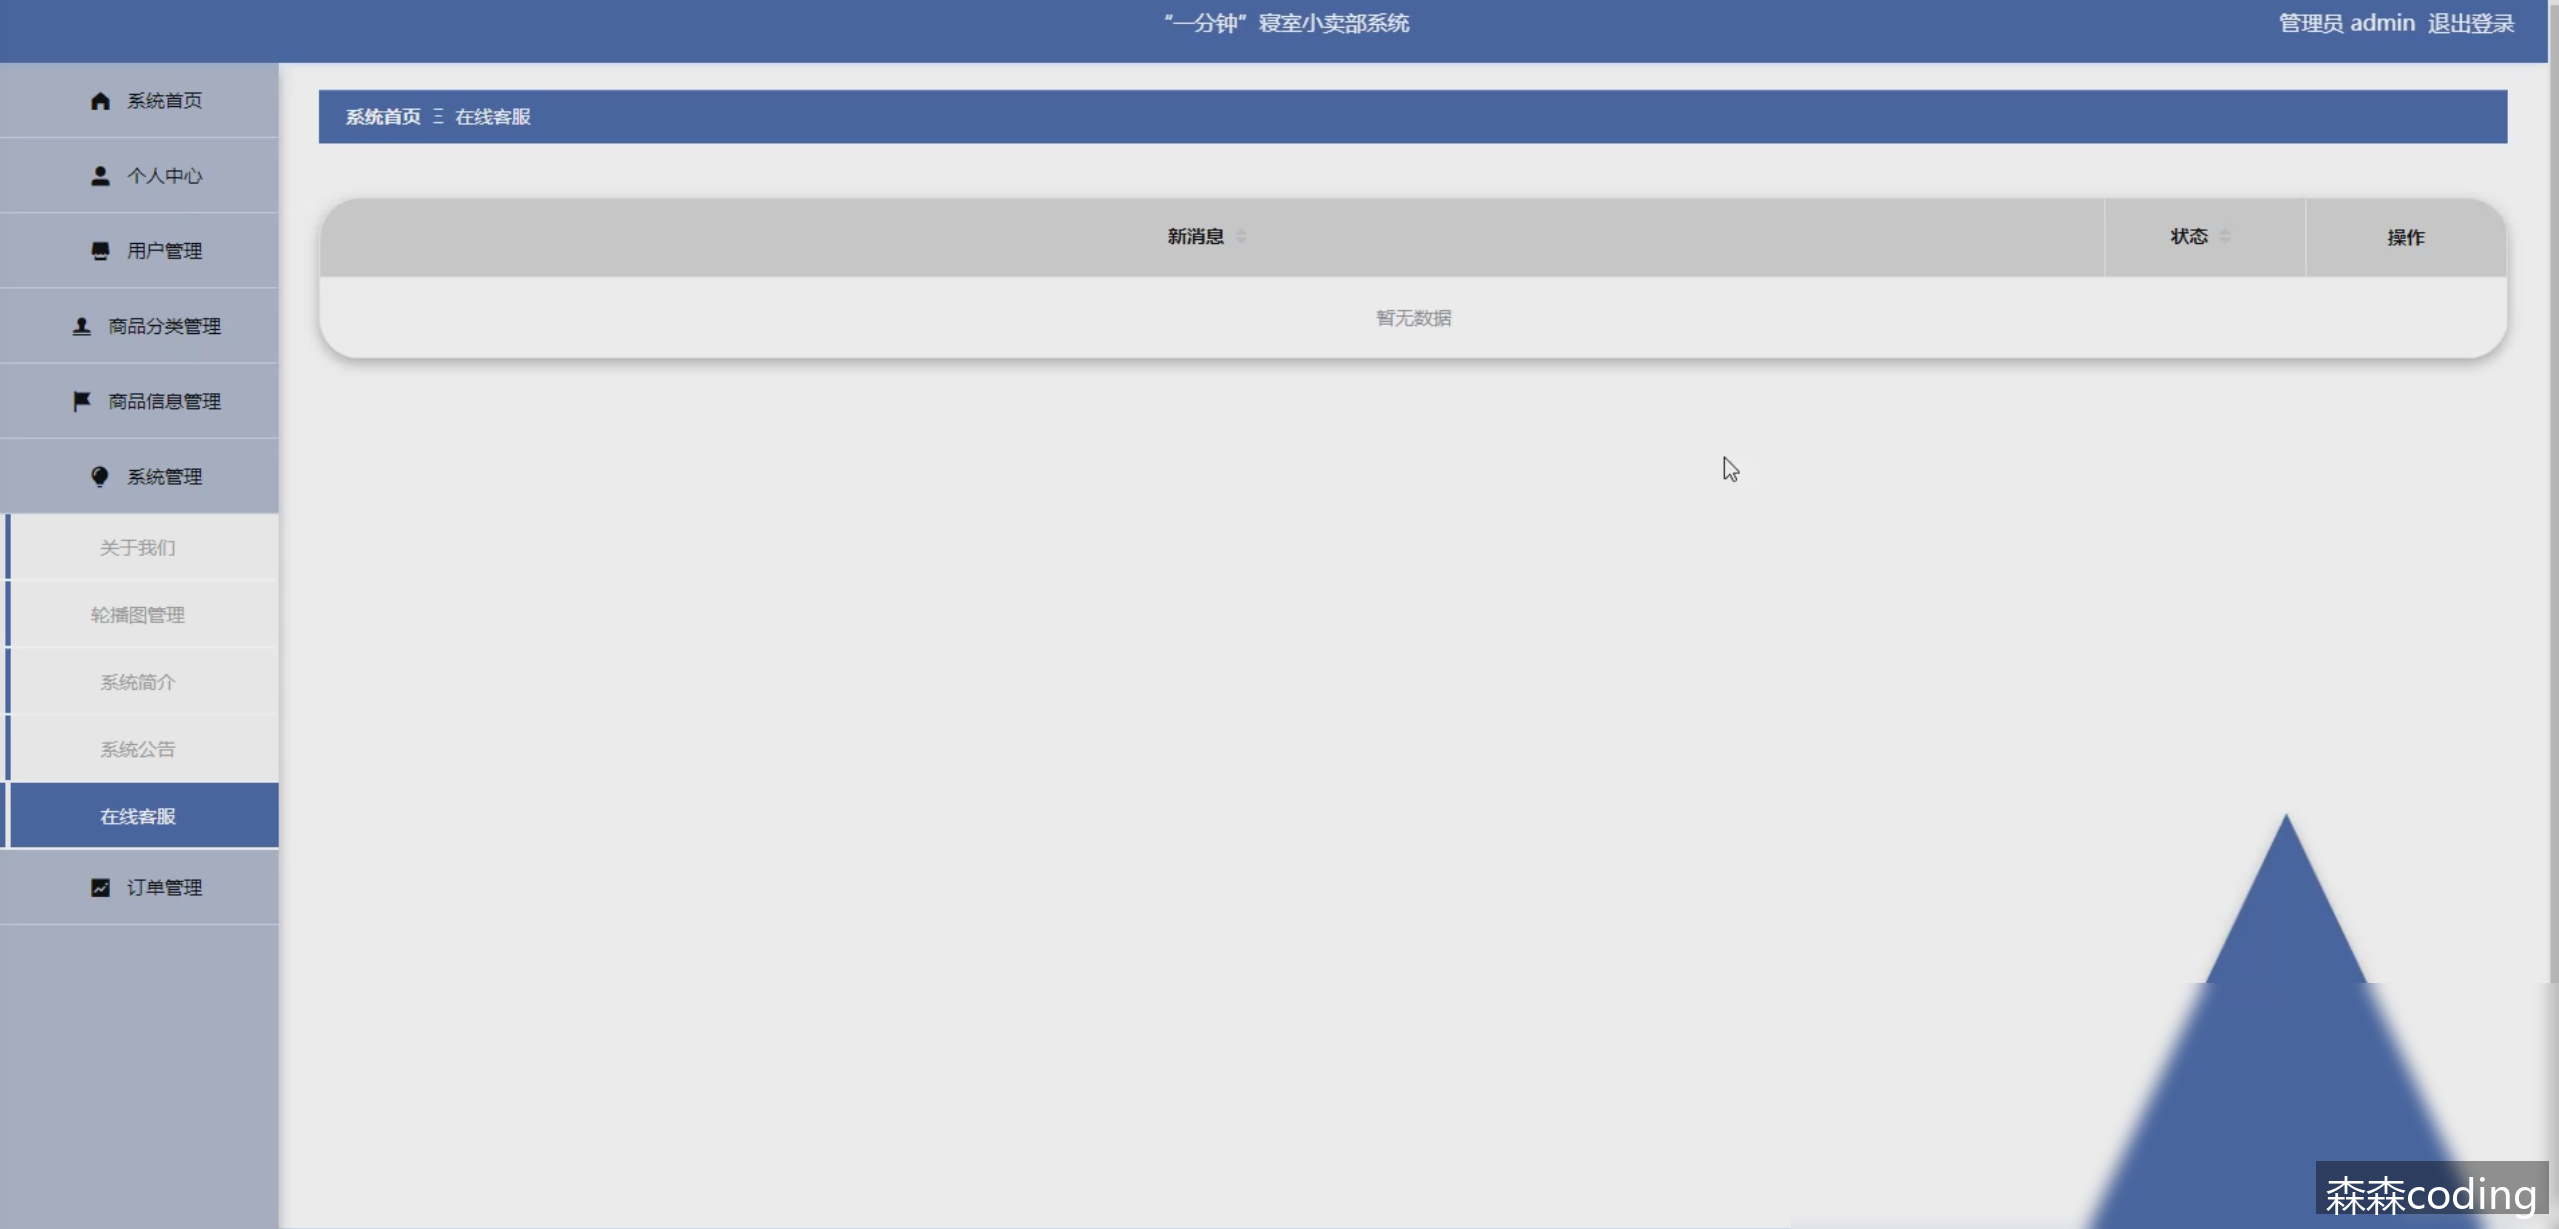 “一分钟”寝室小卖部系统
管理员 admin 退出登录
系统首页
个人中心
用户管理
商品分类管理
商品信息管理
系统管理
关于我们
轮播图管理
系统简介
系统公告
在线客服
订单管理
系统首页 Ξ 在线客服
新消息 状态 操作
暂无数据
森森coding